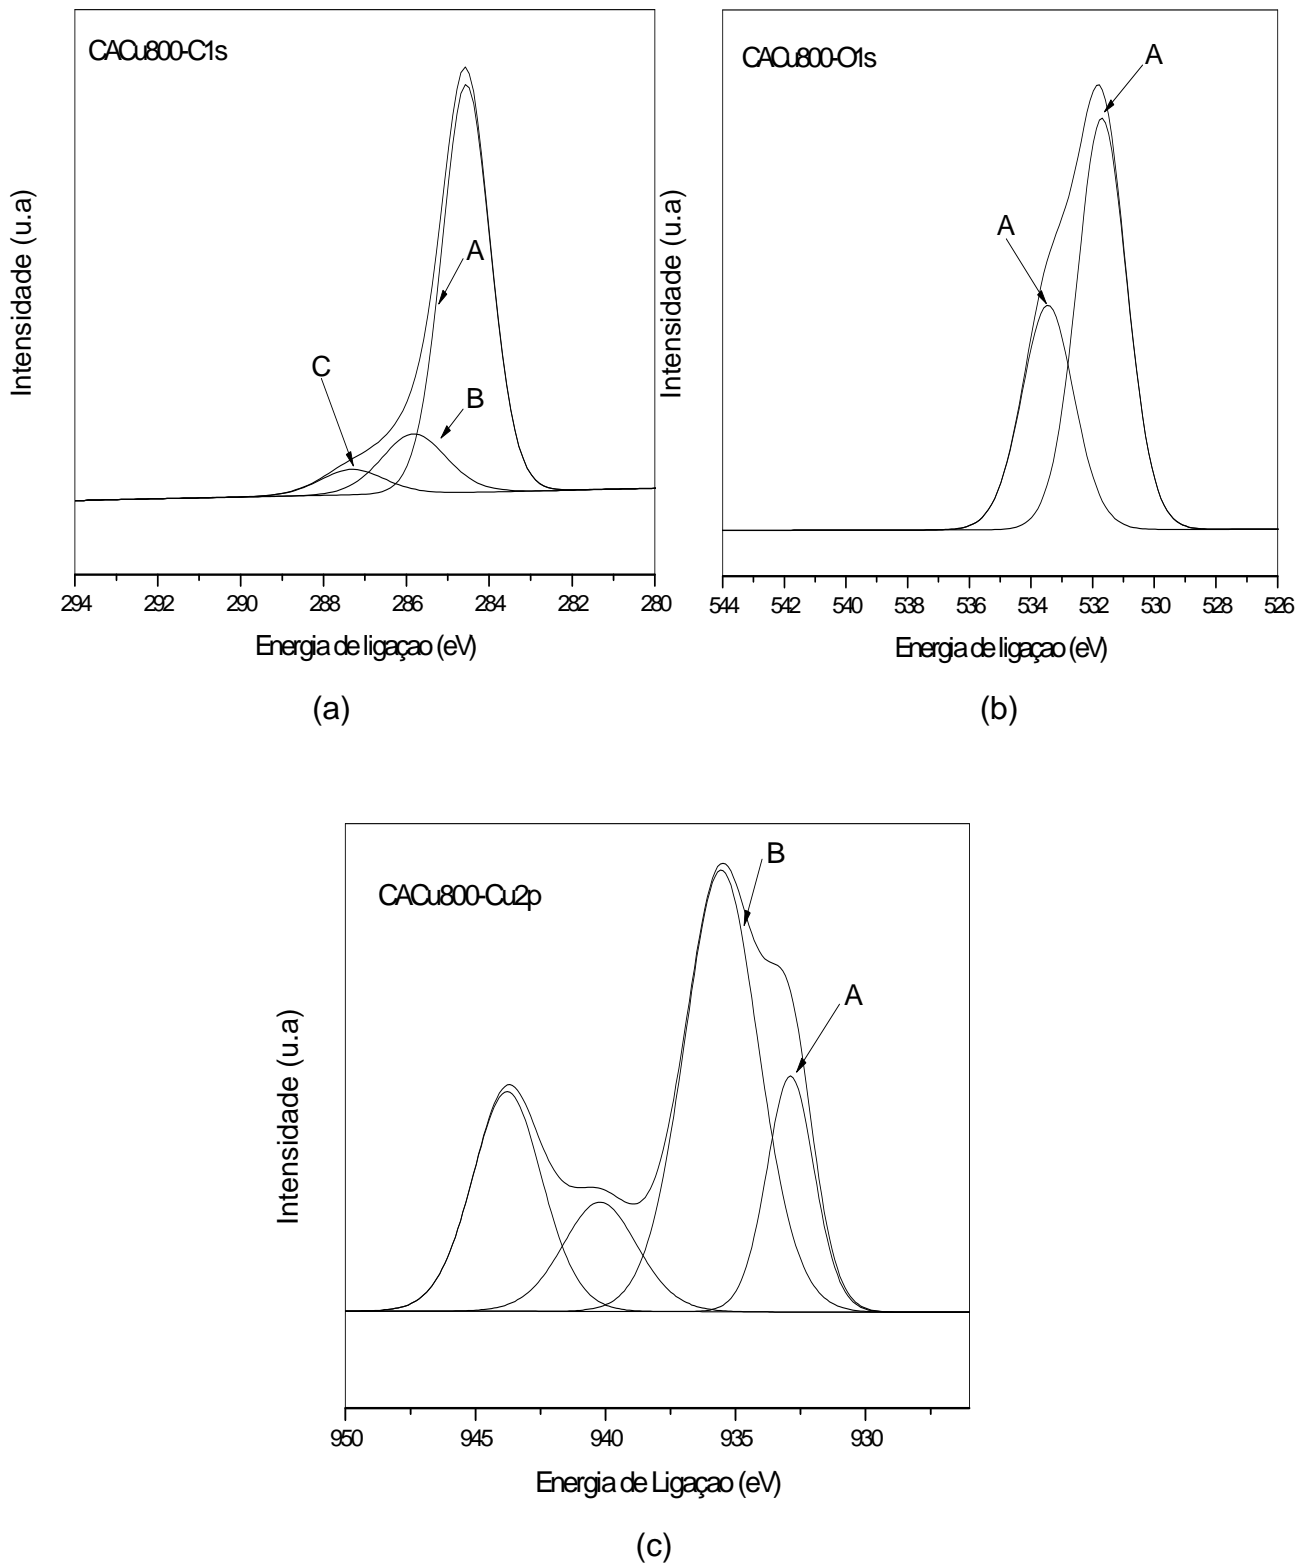 CACu800-C1s
A
B
C
Intensidade (u.a)
294 292 290 288 286 284 282 280
Energia de ligaçao (eV)
(a)
CACu800-O1s
A
A
Intensidade (u.a)
544 542 540 538 536 534 532 530 528 526
Energia de ligaçao (eV)
(b)
CACu800-Cu2p
B
A
Intensidade (u.a)
950 945 940 935 930
Energia de Ligaçao (eV)
(c)